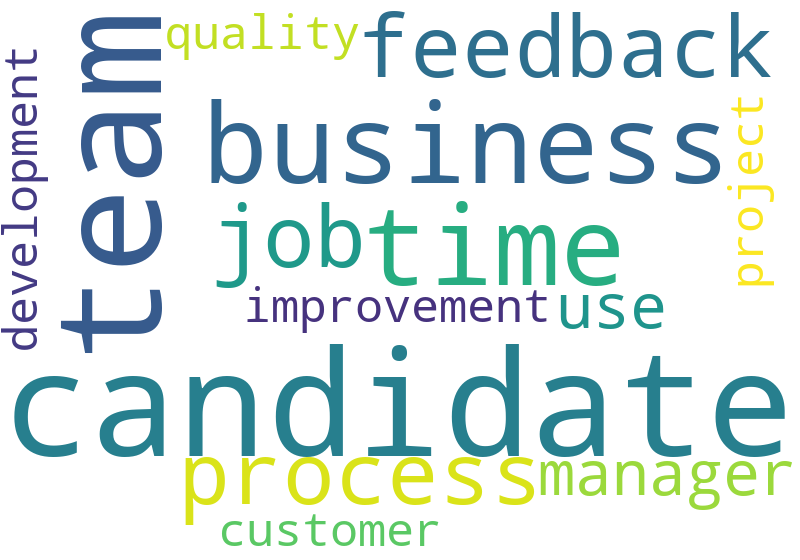 quality
feedback
development
team
business
project
job
time
improvement
use
candidate
process
manager
customer